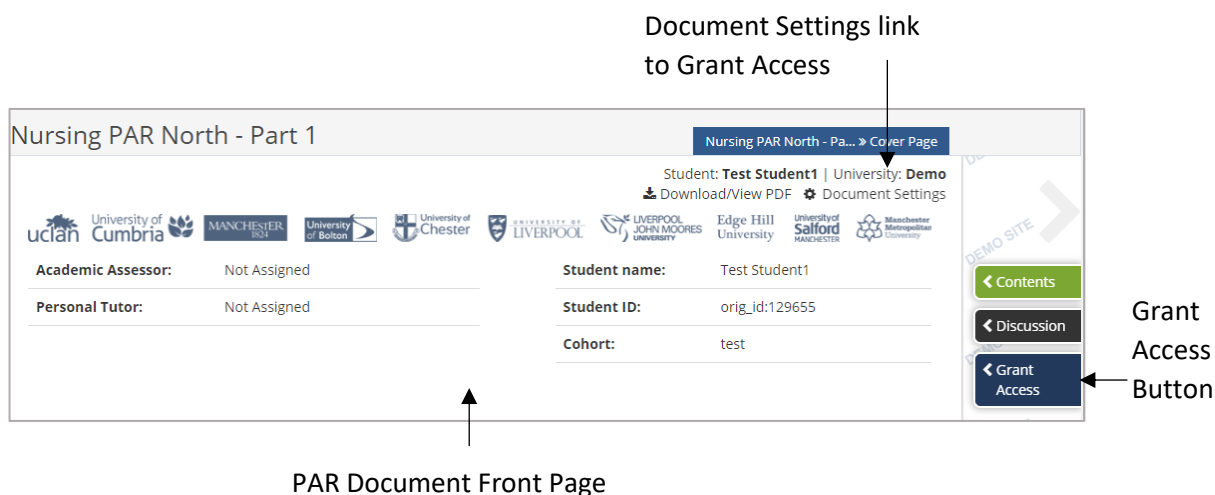 Document Settings link
to Grant Access
Nursing PAR North - Part 1
Nursing PAR North - Pa... » Cover Page
Student: Test Student1 | University: Demo
Download/View PDF Document Settings
uclan
University of
Cumbria
MANCHESTER
1824
University
of Bolton
University of
Chester
UNIVERSITY OF
LIVERPOOL
LIVERPOOL
JOHN MOORES
UNIVERSITY
Edge Hill
University
University of
Salford
MANCHESTER
Manchester
Metropolitan
University
DEMO SITE
Academic Assessor: Not Assigned
Student name: Test Student1
Personal Tutor: Not Assigned
Student ID: orig_id:129655
Cohort: test
Contents
Discussion
Grant
Access
Grant
Access
Button
PAR Document Front Page